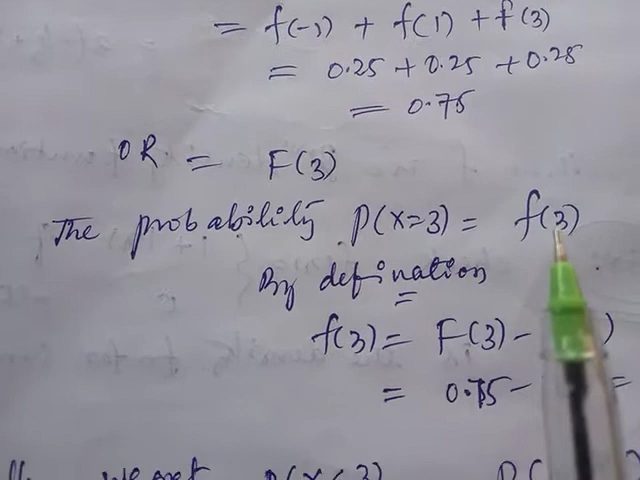 = f(-1) + f(1) + f(3)
= 0.25 + 0.25 + 0.25
= 0.75
OR = F(3)
The probability P(X=3) = f(3)
By defination
f(3) = F(3) - )
= 0.75 - =